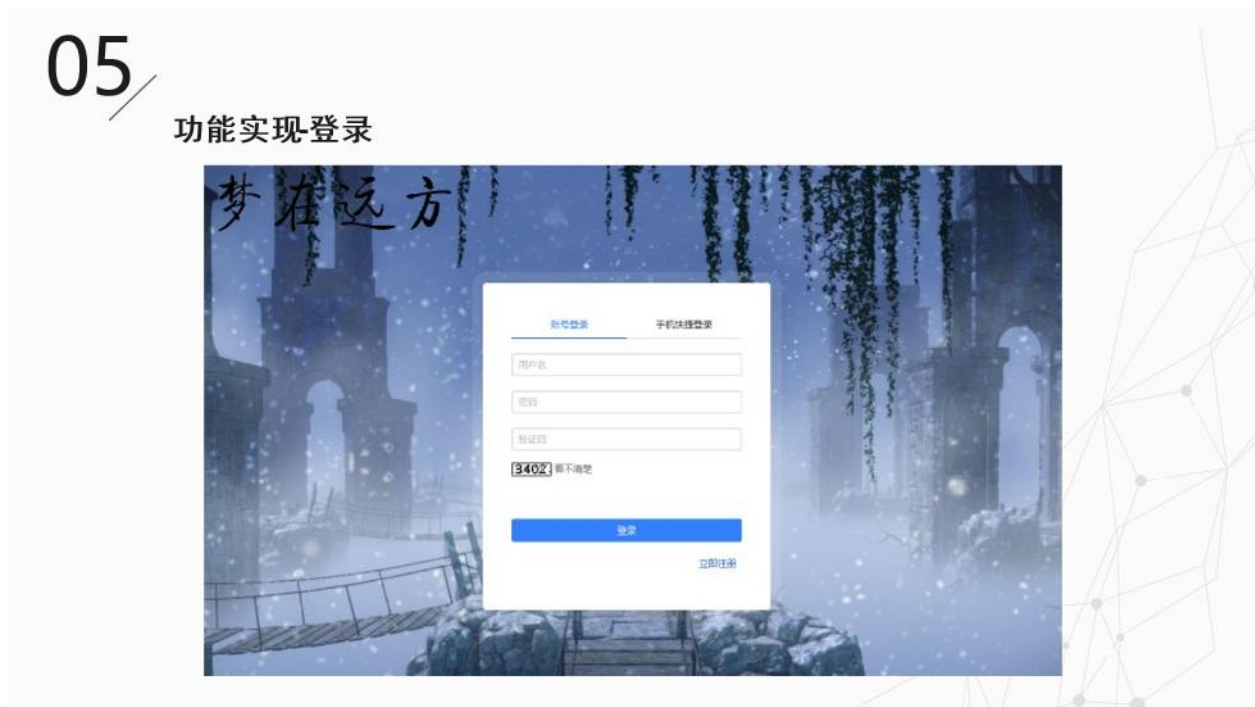 05
功能实现-登录
梦在远方
账号登录 手机快捷登录
用户名
密码
验证码
3402 看不清楚
登录
立即注册